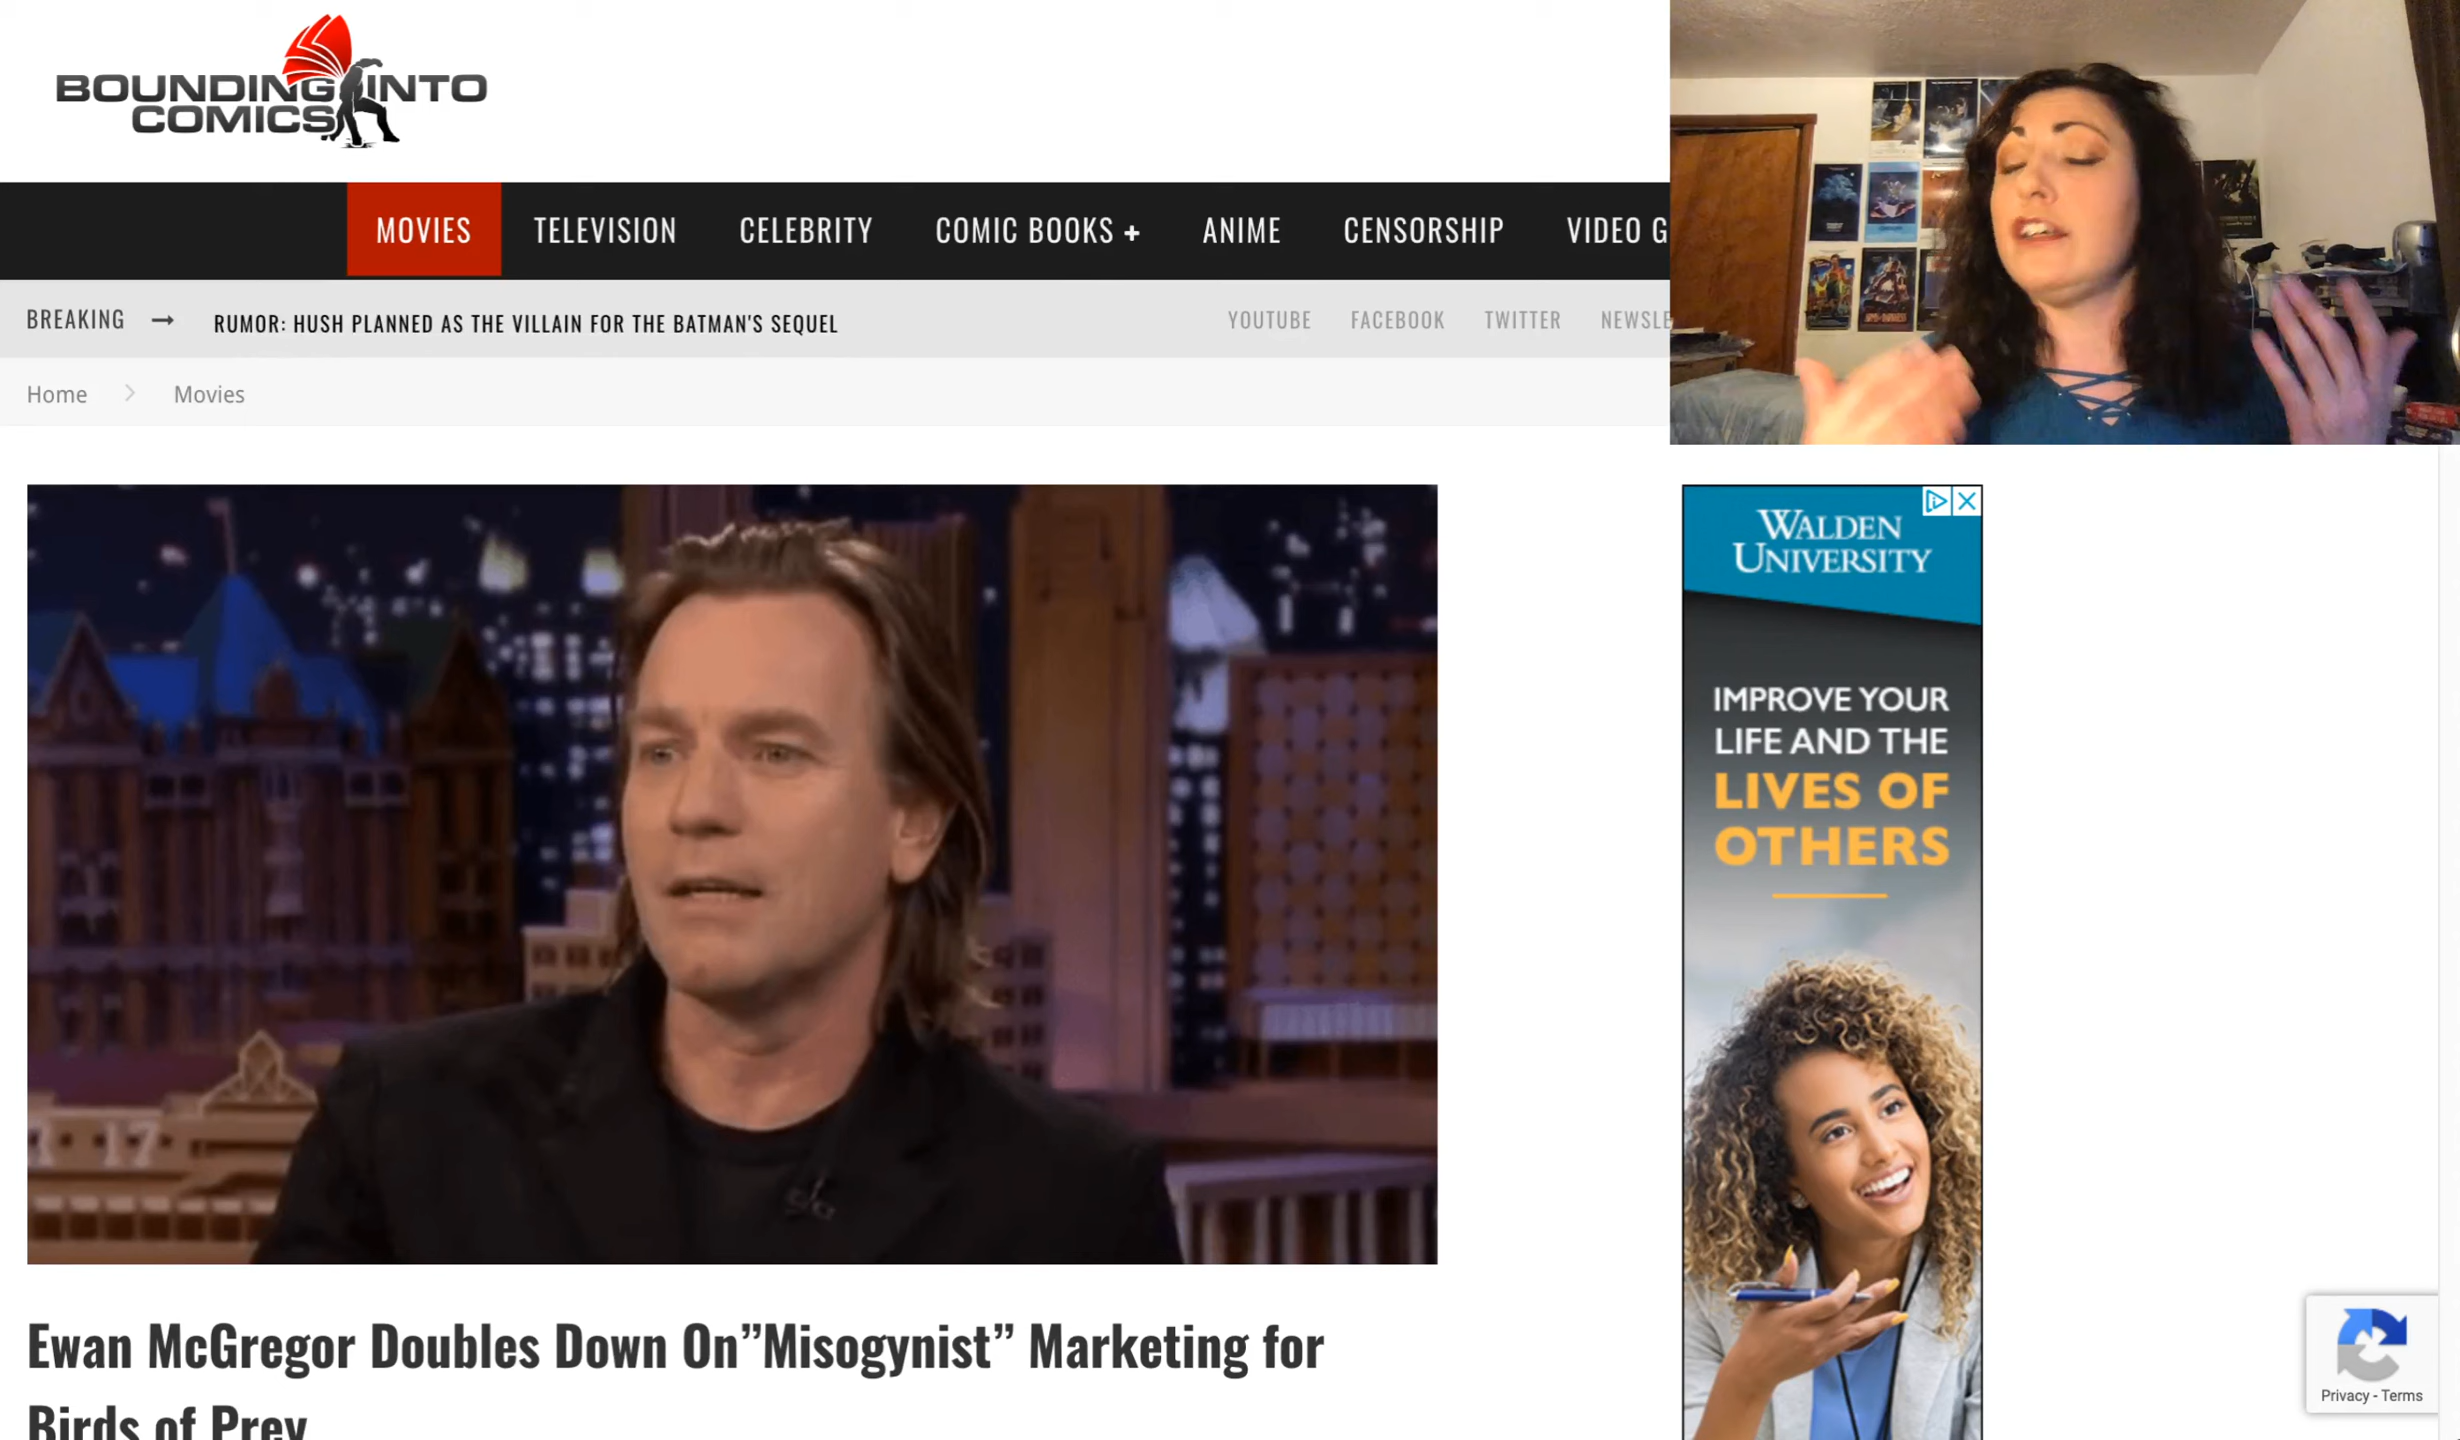 BOUNDING INTO
COMICS
MOVIES TELEVISION CELEBRITY COMIC BOOKS + ANIME CENSORSHIP VIDEO G
BREAKING → RUMOR: HUSH PLANNED AS THE VILLAIN FOR THE BATMAN'S SEQUEL YOUTUBE FACEBOOK TWITTER NEWSLE
Home Movies
WALDEN
UNIVERSITY
IMPROVE YOUR
LIFE AND THE
LIVES OF
OTHERS
Ewan McGregor Doubles Down On”Misogynist” Marketing for
Birds of Prey
Privacy - Terms